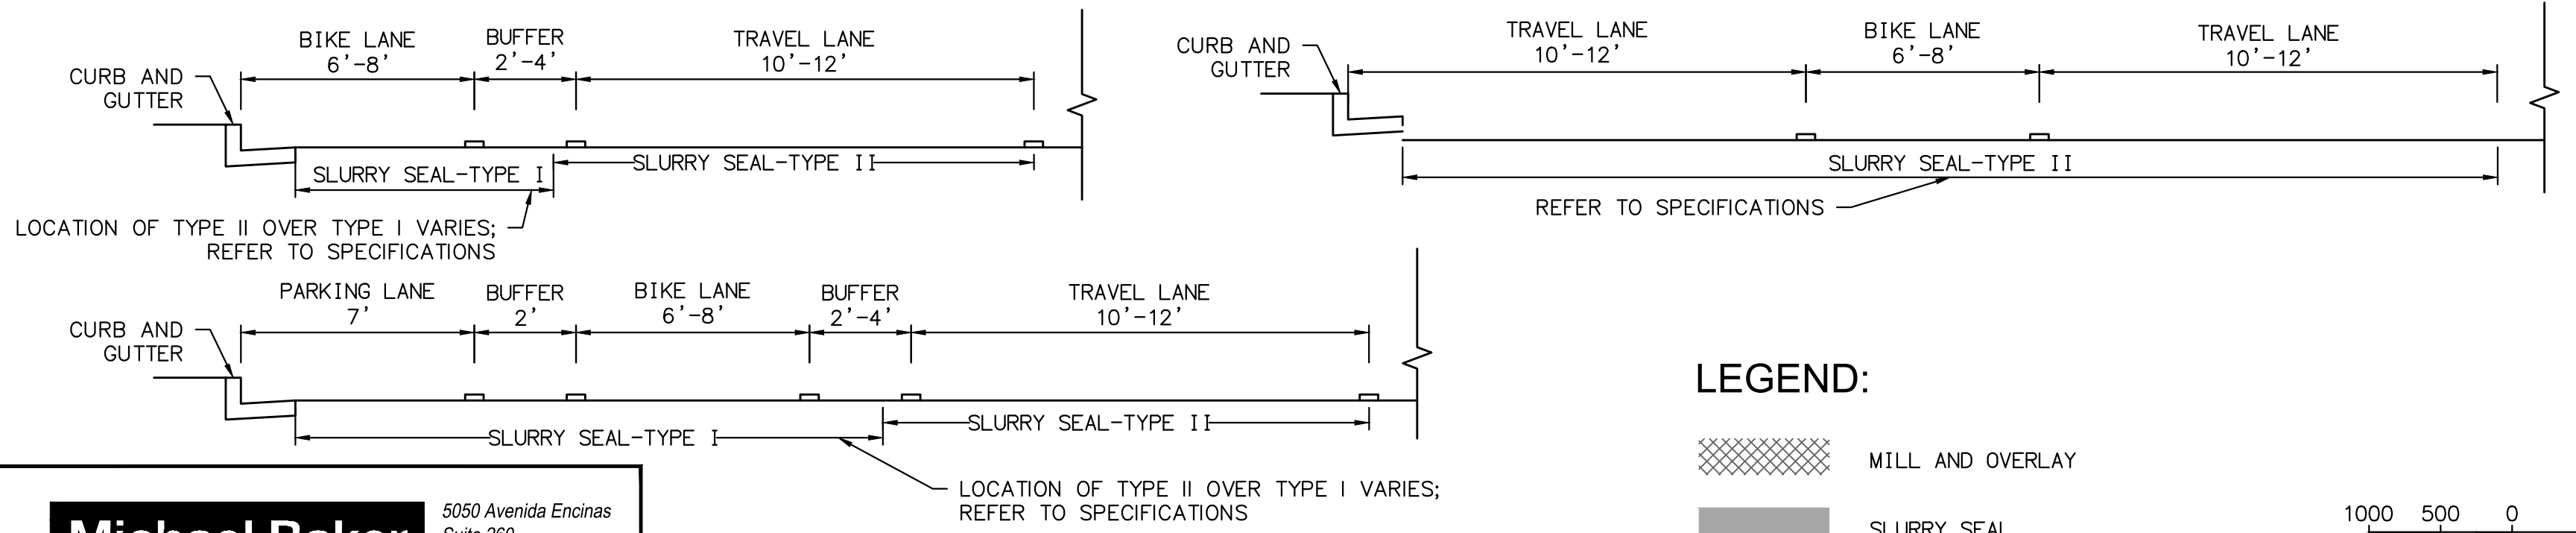 BIKE LANE
6'-8'
BUFFER
2'-4'
TRAVEL LANE
10'-12'
CURB AND
GUTTER
SLURRY SEAL-TYPE I
SLURRY SEAL-TYPE II
LOCATION OF TYPE II OVER TYPE I VARIES;
REFER TO SPECIFICATIONS
TRAVEL LANE
10'-12'
BIKE LANE
6'-8'
TRAVEL LANE
10'-12'
CURB AND
GUTTER
SLURRY SEAL-TYPE II
REFER TO SPECIFICATIONS
PARKING LANE
7'
BUFFER
2'
BIKE LANE
6'-8'
BUFFER
2'-4'
TRAVEL LANE
10'-12'
CURB AND
GUTTER
SLURRY SEAL-TYPE I
SLURRY SEAL-TYPE II
LOCATION OF TYPE II OVER TYPE I VARIES;
REFER TO SPECIFICATIONS
LEGEND:
MILL AND OVERLAY
SLURRY SEAL
1000 500 0
Michael Baker
5050 Avenida Encinas
Suite 260